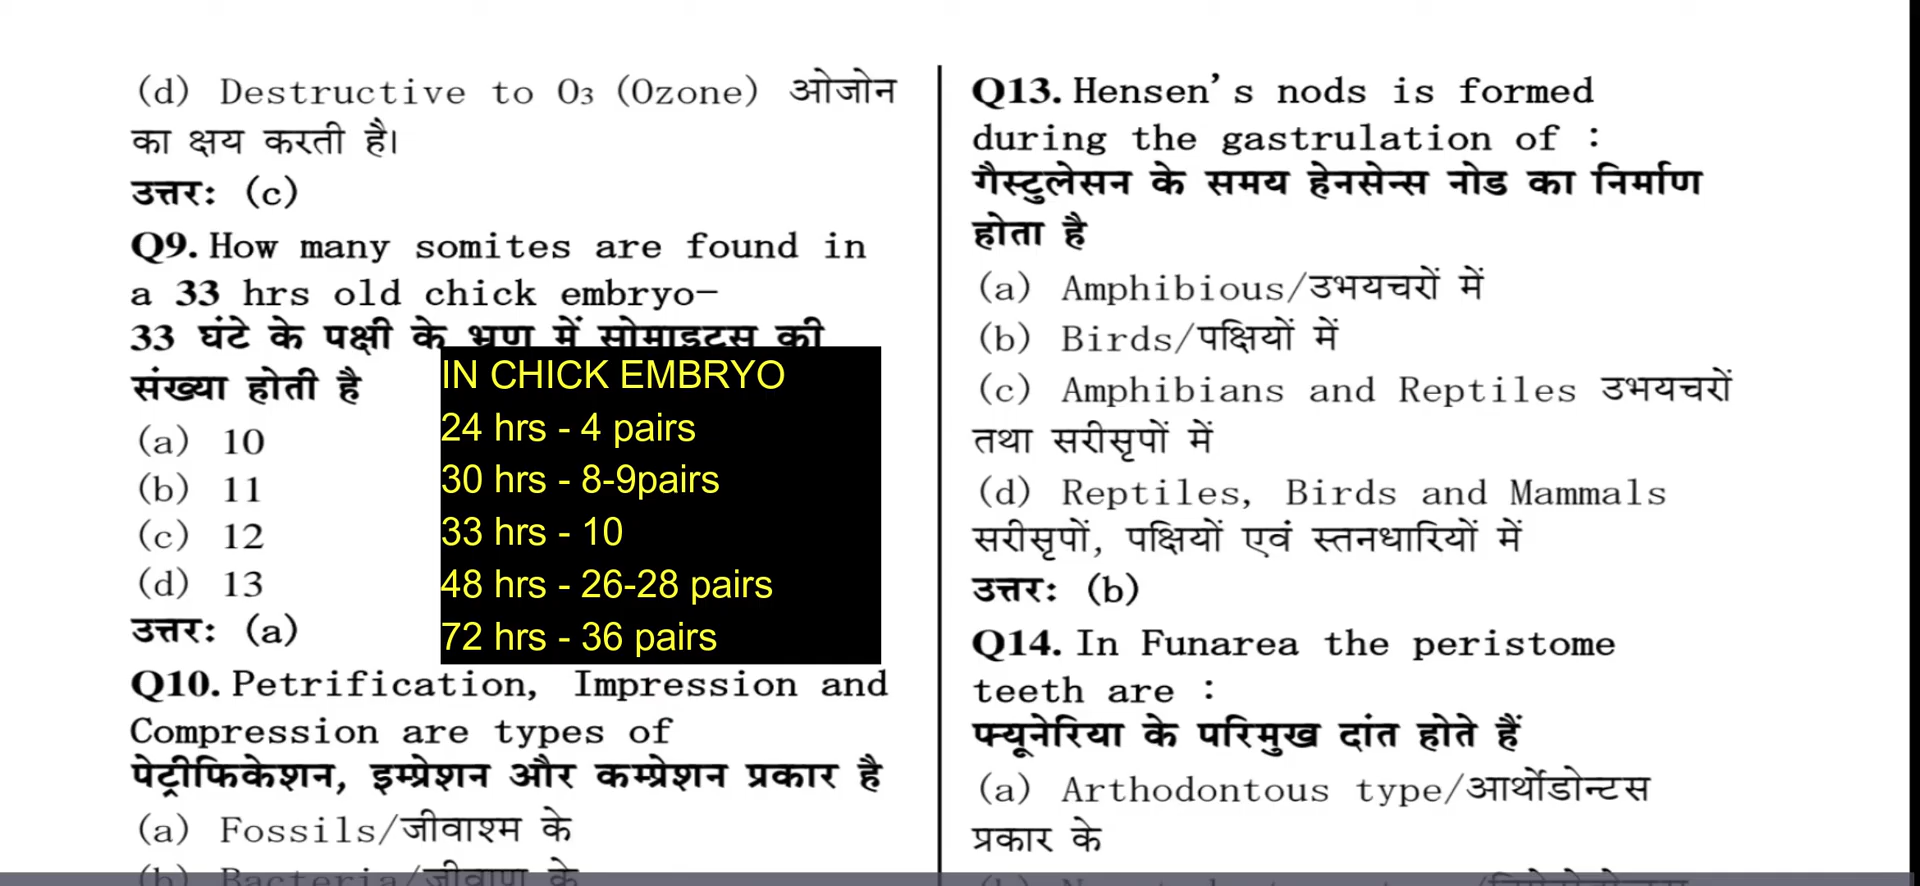 (d) Destructive to O₃ (Ozone) ओजोन
का क्षय करती है।
उत्तरः (c)
Q9. How many somites are found in
a 33 hrs old chick embryo-
33 घंटे के पक्षी के भ्रूण में सोमाइट्स की
संख्या होती है
(a) 10
(b) 11
(c) 12
(d) 13
उत्तरः (a)
IN CHICK EMBRYO
24 hrs - 4 pairs
30 hrs - 8-9pairs
33 hrs - 10
48 hrs - 26-28 pairs
72 hrs - 36 pairs
Q10. Petrification, Impression and
Compression are types of
पेट्रीफिकेशन, इम्प्रेशन और कम्प्रेशन प्रकार है
(a) Fossils/जीवाश्म के
(b) Bacteria/जीवाणु के
Q13. Hensen's nods is formed
during the gastrulation of :
गैस्टुलेसन के समय हेनसेन्स नोड का निर्माण
होता है
(a) Amphibious/उभयचरों में
(b) Birds/पक्षियों में
(c) Amphibians and Reptiles उभयचरों
तथा सरीसृपों में
(d) Reptiles, Birds and Mammals
सरीसृपों, पक्षियों एवं स्तनधारियों में
उत्तरः (b)
Q14. In Funarea the peristome
teeth are :
फ्यूनेरिया के परिमुख दांत होते हैं
(a) Arthodontous type/आर्थोडोन्टस
प्रकार के
(b)